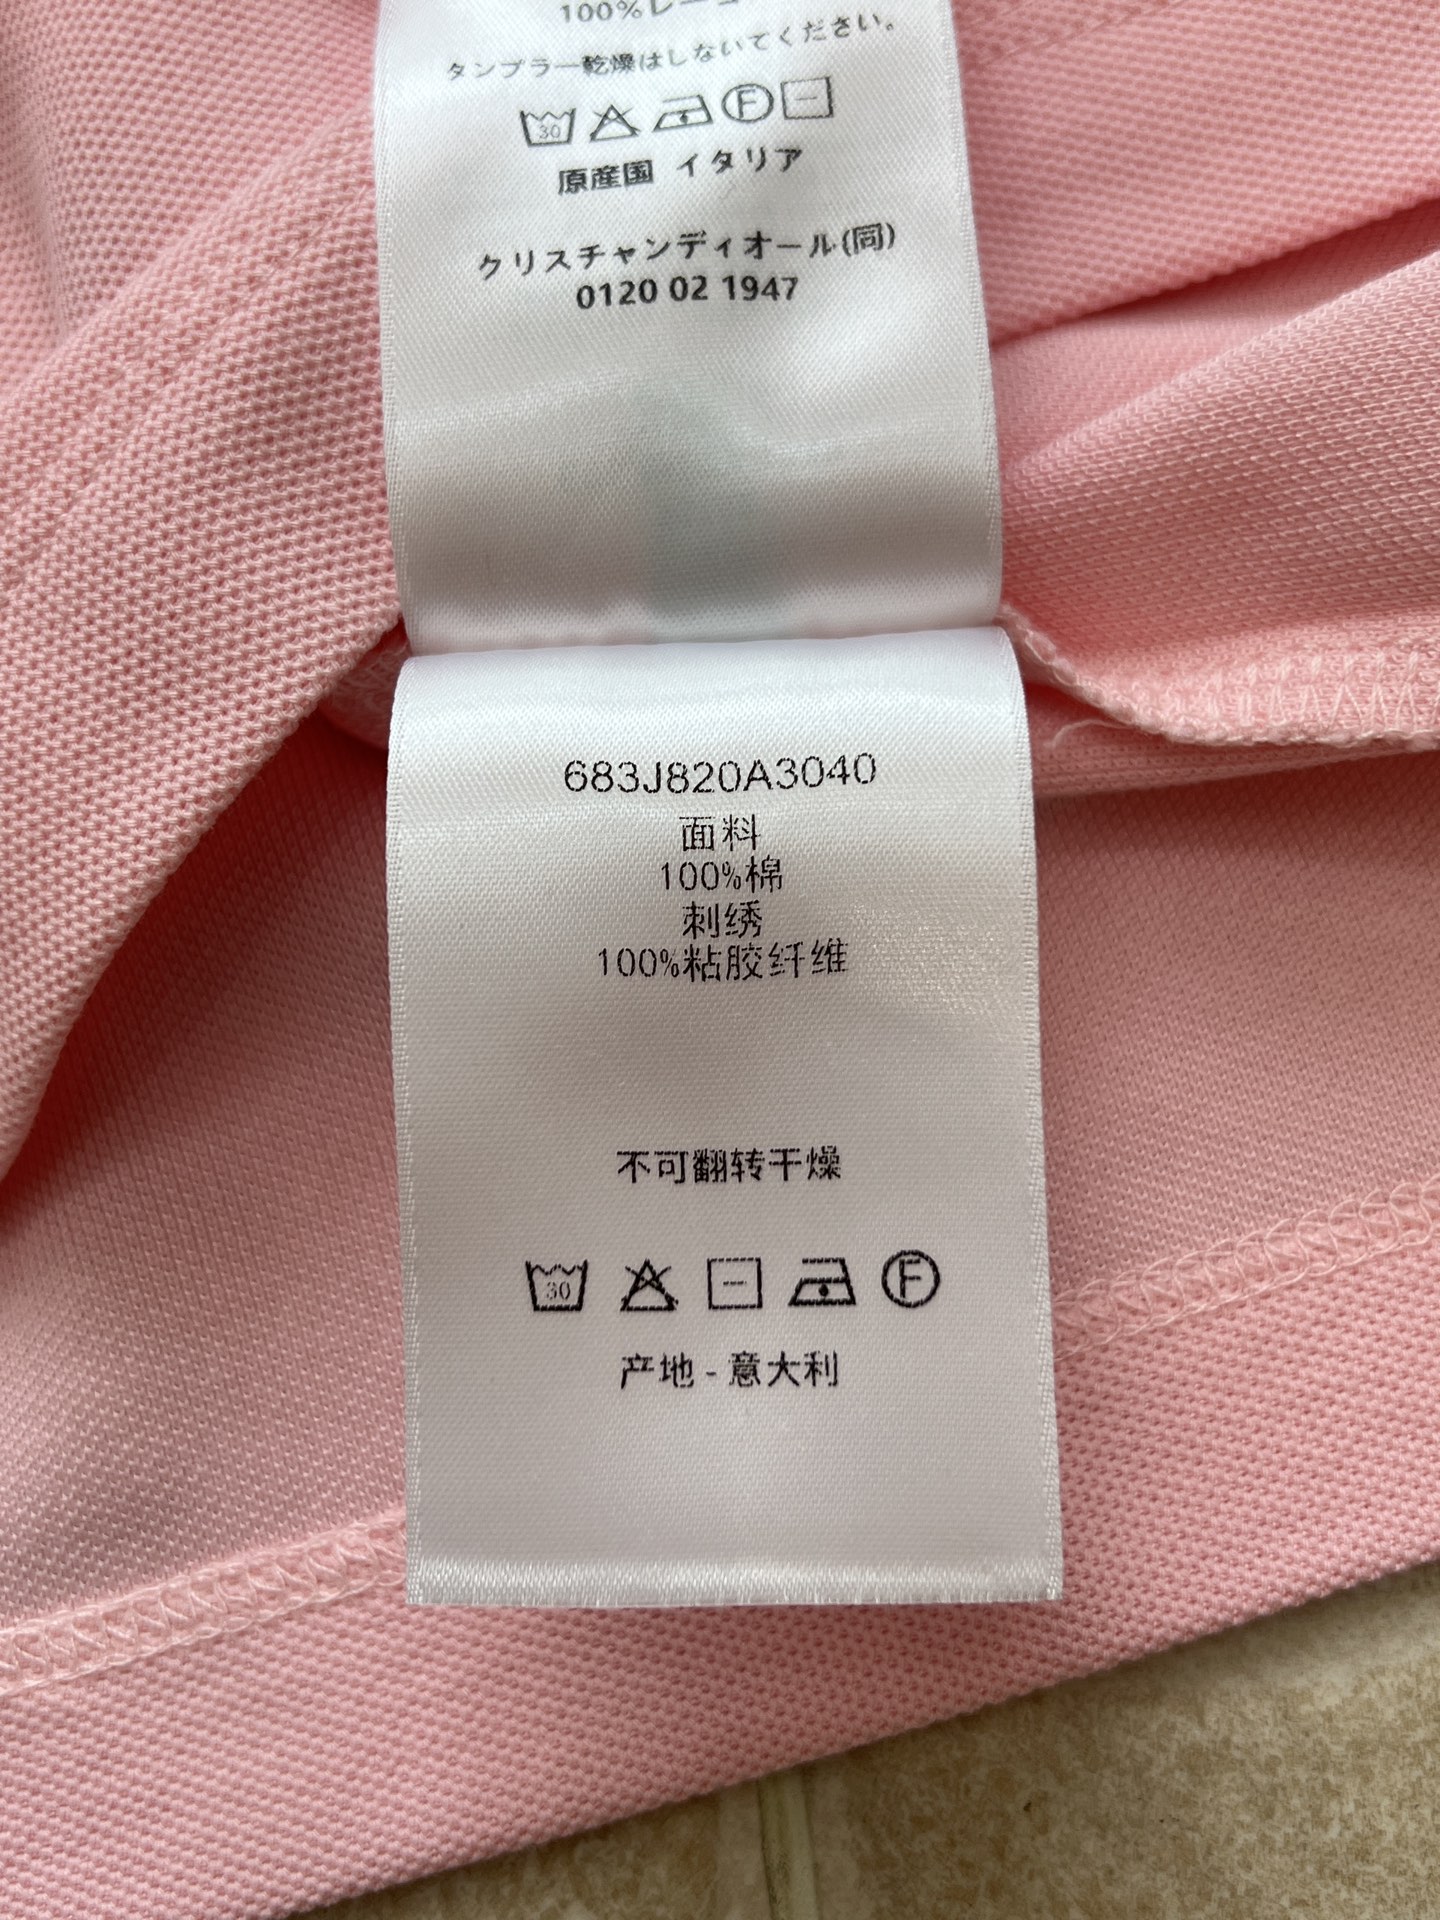 100%レーヨ
タンブラー乾燥はしないでください。
30 F
原産国 イタリア
クリスチャンディオール(同)
0120 02 1947
683J820A3040
面料
100%棉
刺绣
100%粘胶纤维
不可翻转干燥
30 F
产地 - 意大利